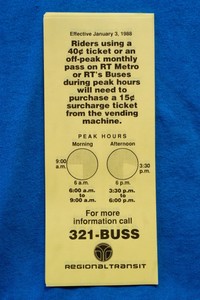 Effective January 3, 1988
Riders using a
40¢ ticket or an
off-peak monthly
pass on RT Metro
or RT's Buses
during peak hours
will need to
purchase a 15¢
surcharge ticket
from the vending
machine.
PEAK HOURS
Morning Afternoon
9:00 a.m. 3:30 p.m.
6 a.m. 6 p.m.
6:00 a.m. 3:30 p.m.
to to
9:00 a.m. 6:00 p.m.
For more
information call
321-BUSS
REGIONAL TRANSIT